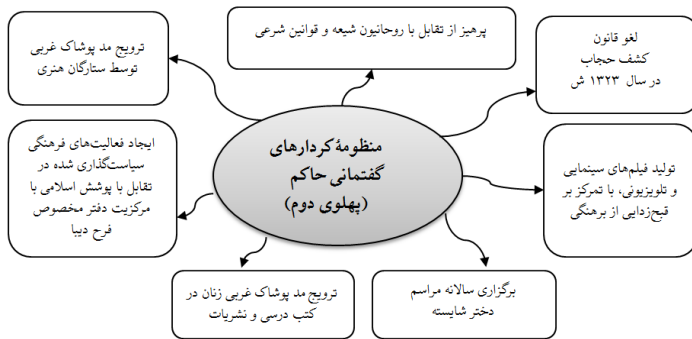 پرهیز از تقابل با روحانیون شیعه و قوانین شرعی
لغو قانون
کشف حجاب
در سال ۱۳۲۳ ش
ترویج مد پوشاک غربی
توسط ستارگان هنری
منظومهٔ کردارهای
گفتمانی حاکم
(پهلوی دوم)
تولید فیلم‌های سینمایی
و تلویزیونی، با تمرکز بر
قبح‌زدایی از برهنگی
ایجاد فعالیت‌های فرهنگی
سیاست‌گذاری شده در
تقابل با پوشش اسلامی با
مرکزیت دفتر مخصوص
فرح دیبا
برگزاری سالانه مراسم
دختر شایسته
ترویج مد پوشاک غربی زنان در
کتب درسی و نشریات